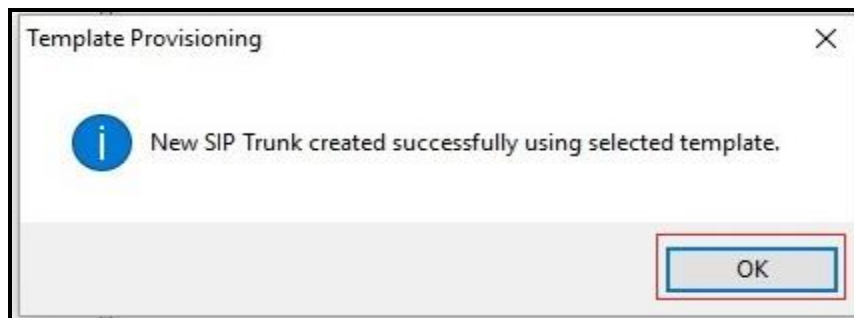 Template Provisioning
New SIP Trunk created successfully using selected template.
OK